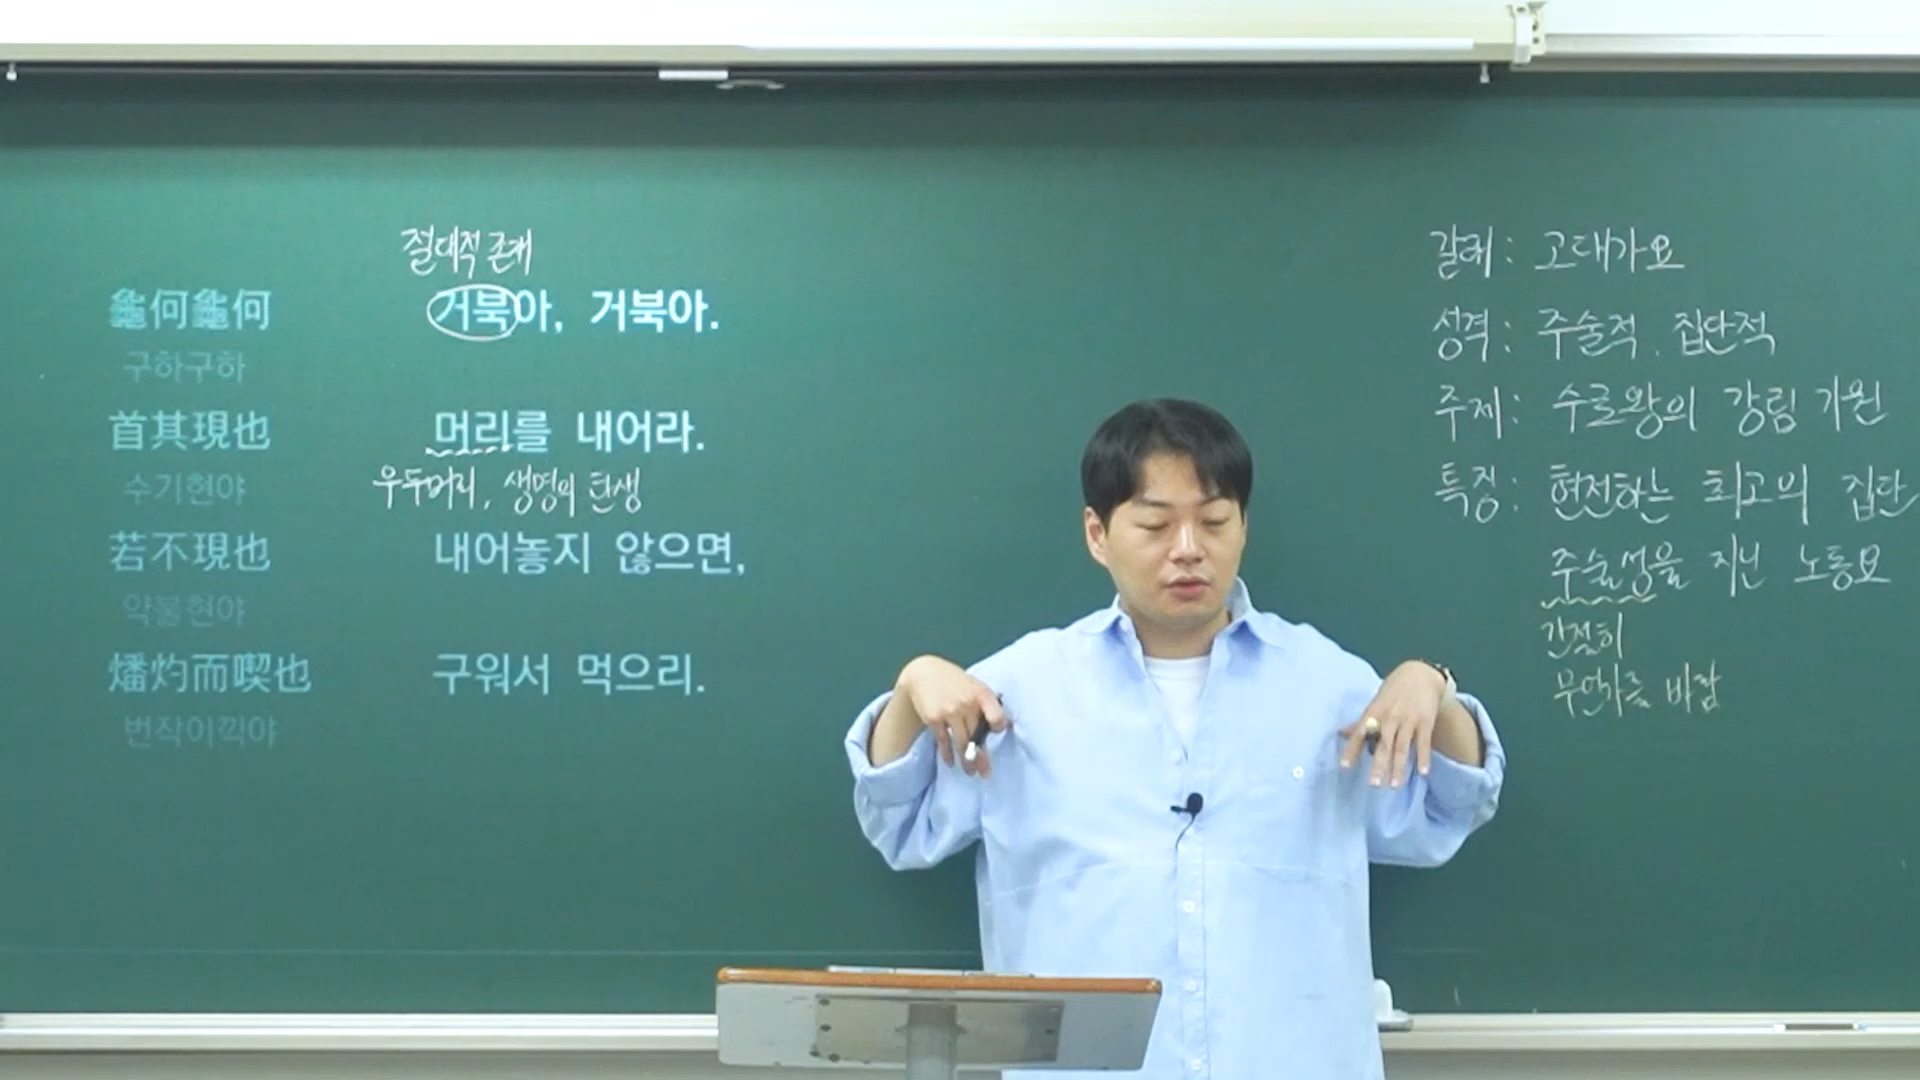 절대적 존재
龜何龜何 거북아, 거북아.
구하구하
首其現也 머리를 내어라.
수기현야 우두머리, 생명의 탄생
若不現也 내어놓지 않으면,
약불현야
燔灼而喫也 구워서 먹으리.
번작이끽야
갈래: 고대가요
성격: 주술적, 집단적
주제: 수로왕의 강림 기원
특징: 현전하는 최고의 집단
주술성을 지닌 노동요
간절히
무언가를 바람